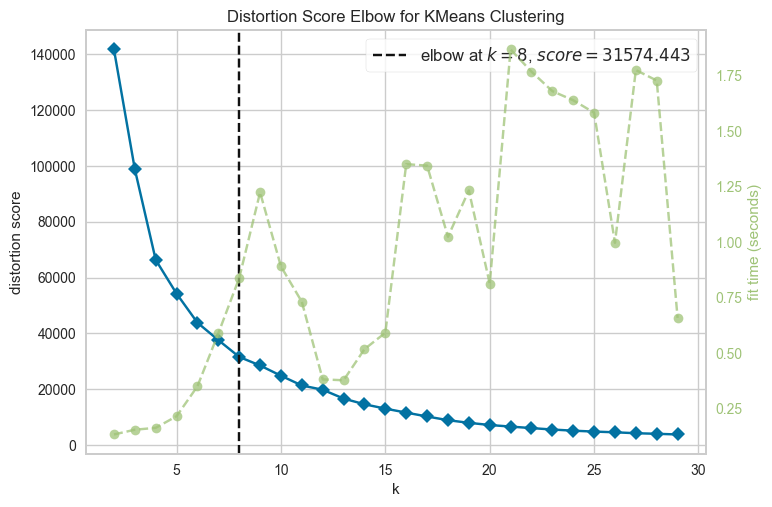 Distortion Score Elbow for KMeans Clustering
elbow at k = 8, score = 31574.443
distortion score
140000
120000
100000
80000
60000
40000
20000
0
1.75
1.50
1.25
1.00
0.75
0.50
0.25
fit time (seconds)
5 10 15 20 25 30
k